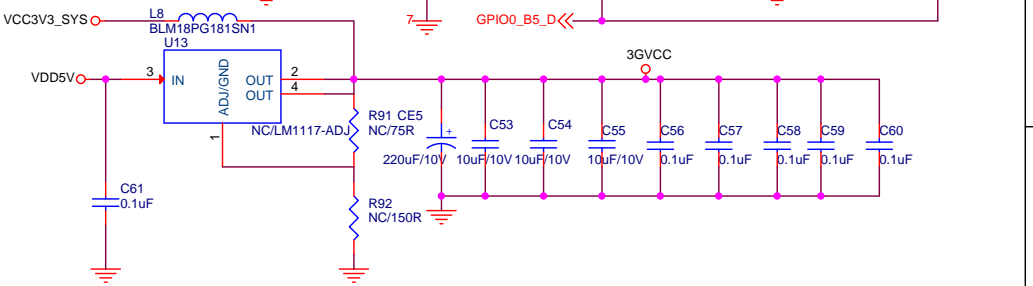 VCC3V3_SYS
L8
BLM18PG181SN1
7
GPIO0_B5_D
U13
3GVCC
VDD5V
3
IN
ADJ/GND
OUT
2
OUT
4
1
NC/LM1117-ADJ
R91
NC/75R
CE5
220uF/10V
C53
10uF/10V
C54
10uF/10V
C55
10uF/10V
C56
0.1uF
C57
0.1uF
C58
0.1uF
C59
0.1uF
C60
0.1uF
C61
0.1uF
R92
NC/150R